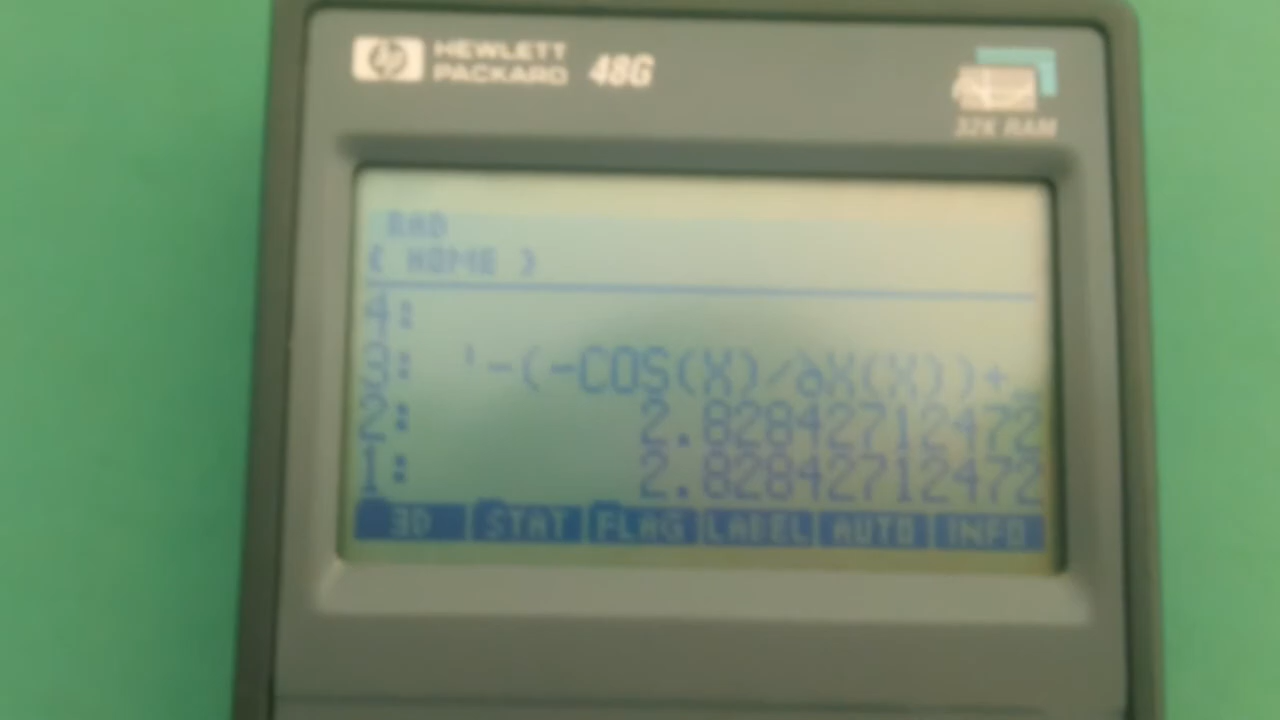 hp HEWLETT PACKARD 48G
32K RAM
RAD
{ HOME }
4:
3: '-(-COS(X)/∂X(X))+…
2: 2.82842712472
1: 2.82842712472
3D STAT FLAG LABEL AUTO INFO